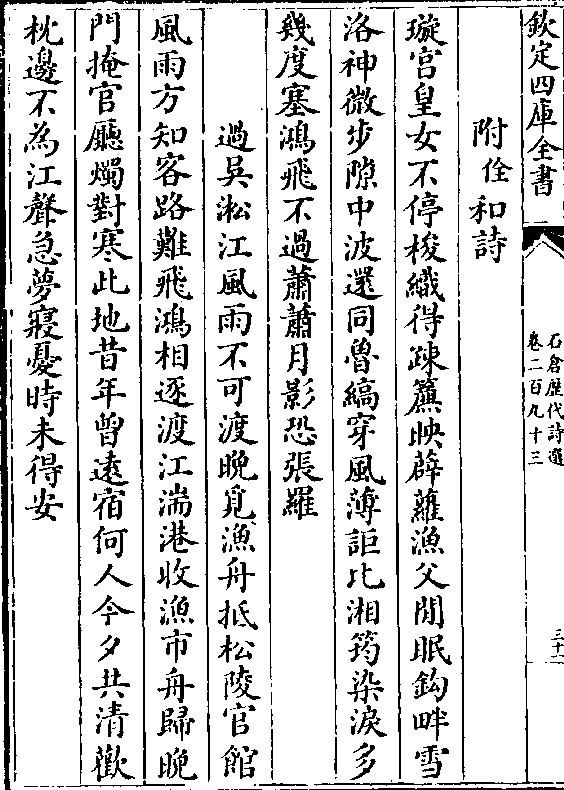 欽定四庫全書
石倉歴代詩選
卷二百九十三
三十二
附佺和詩
璇宫皇女不停梭織得疎簾映薜蘿漁父閒眠鈎畔雪
洛神微步隙中波還同魯縞穿風薄詎比湘筠染淚多
幾度塞鴻飛不過蕭蕭月影恐張羅
過吳淞江風雨不可渡晚覓漁舟抵松陵官館
風雨方知客路難飛鴻相逐渡江湍港收漁市舟歸晚
門掩官廳燭對寒此地昔年曾遠宿何人今夕共清歡
枕邊不為江聲急夢寢憂時未得安